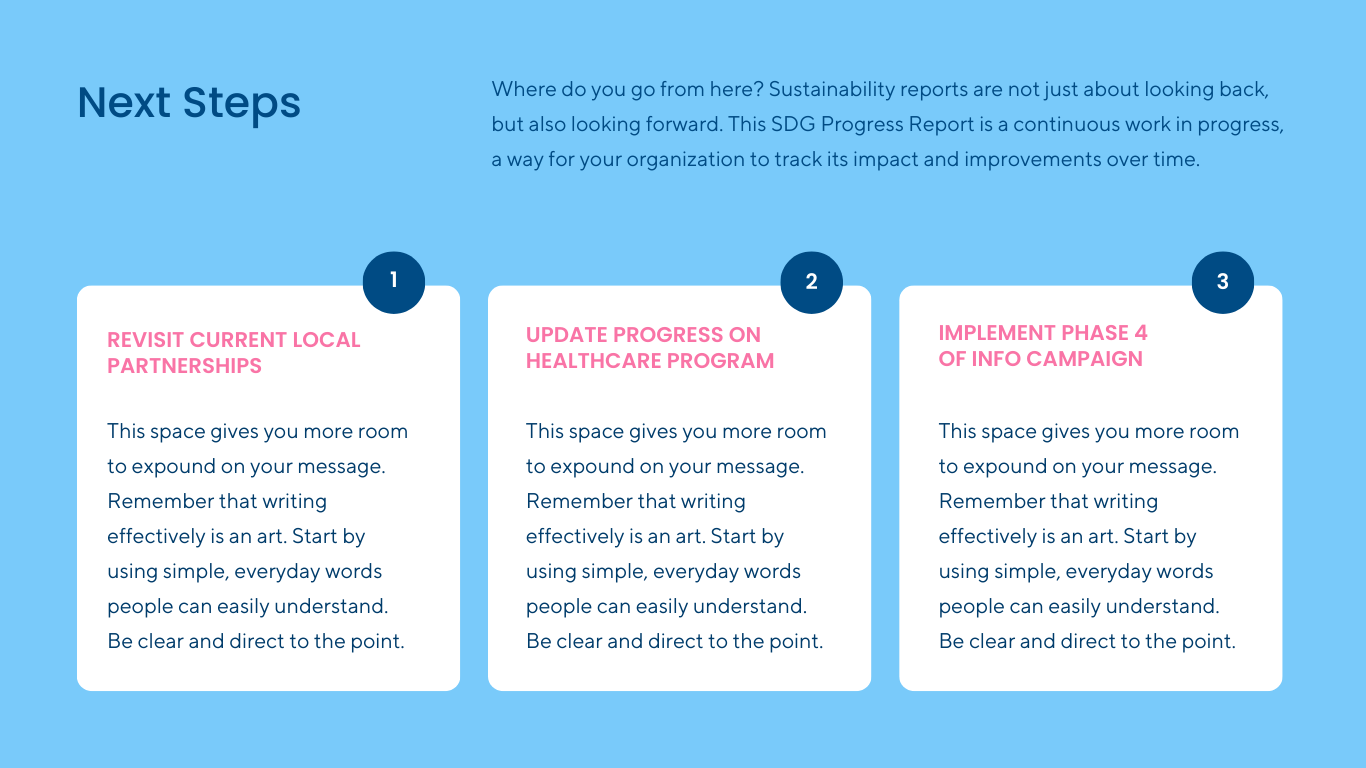 Next Steps
Where do you go from here? Sustainability reports are not just about looking back,
but also looking forward. This SDG Progress Report is a continuous work in progress,
a way for your organization to track its impact and improvements over time.
1
REVISIT CURRENT LOCAL
PARTNERSHIPS
This space gives you more room
to expound on your message.
Remember that writing
effectively is an art. Start by
using simple, everyday words
people can easily understand.
Be clear and direct to the point.
2
UPDATE PROGRESS ON
HEALTHCARE PROGRAM
This space gives you more room
to expound on your message.
Remember that writing
effectively is an art. Start by
using simple, everyday words
people can easily understand.
Be clear and direct to the point.
3
IMPLEMENT PHASE 4
OF INFO CAMPAIGN
This space gives you more room
to expound on your message.
Remember that writing
effectively is an art. Start by
using simple, everyday words
people can easily understand.
Be clear and direct to the point.